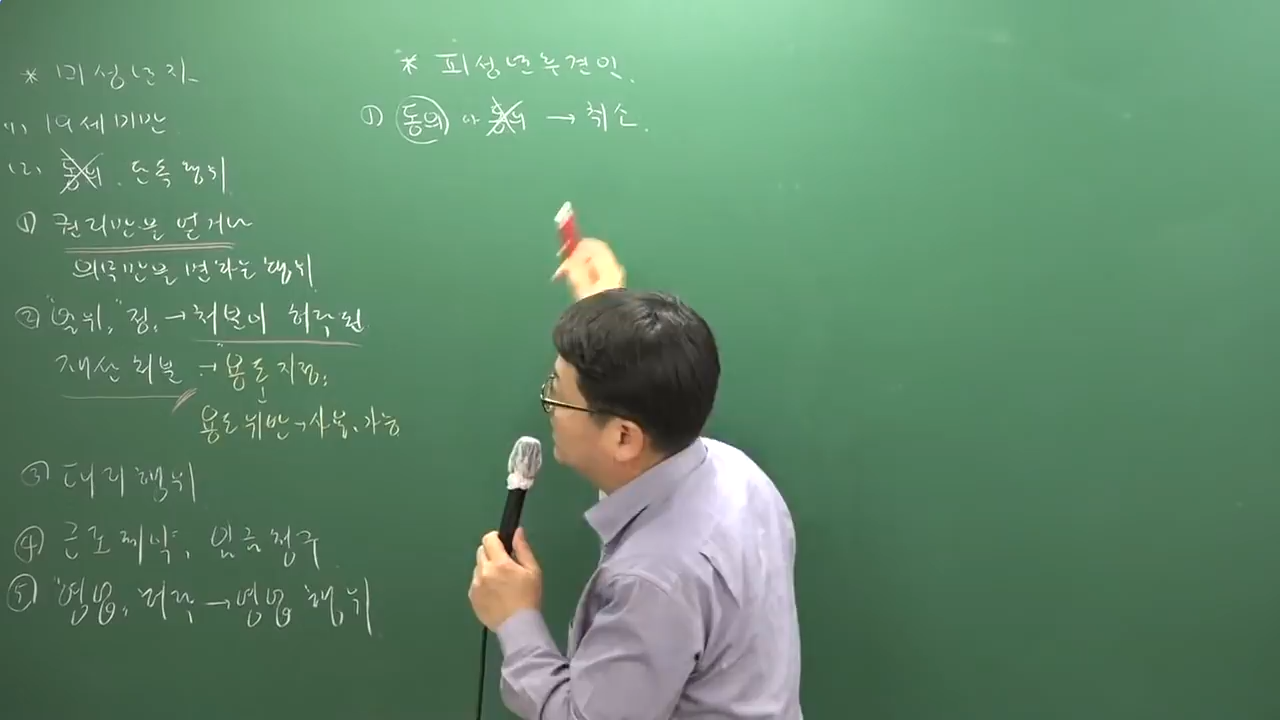 * 미성년자
(1) 19세미만
(2) 동의 . 단독행위
① 권리만을 얻거나
의무만을 면하는 행위
② "범위" 정, → 처분이 허락된
재산 처분 → "용도 지정,
용도위반 → 사용, 가능
③ 대리행위
④ 근로계약, 임금청구
⑤ "영업, 허락 → 영업 행위
* 피성년후견인.
① 동의 나 동의 → 취소.